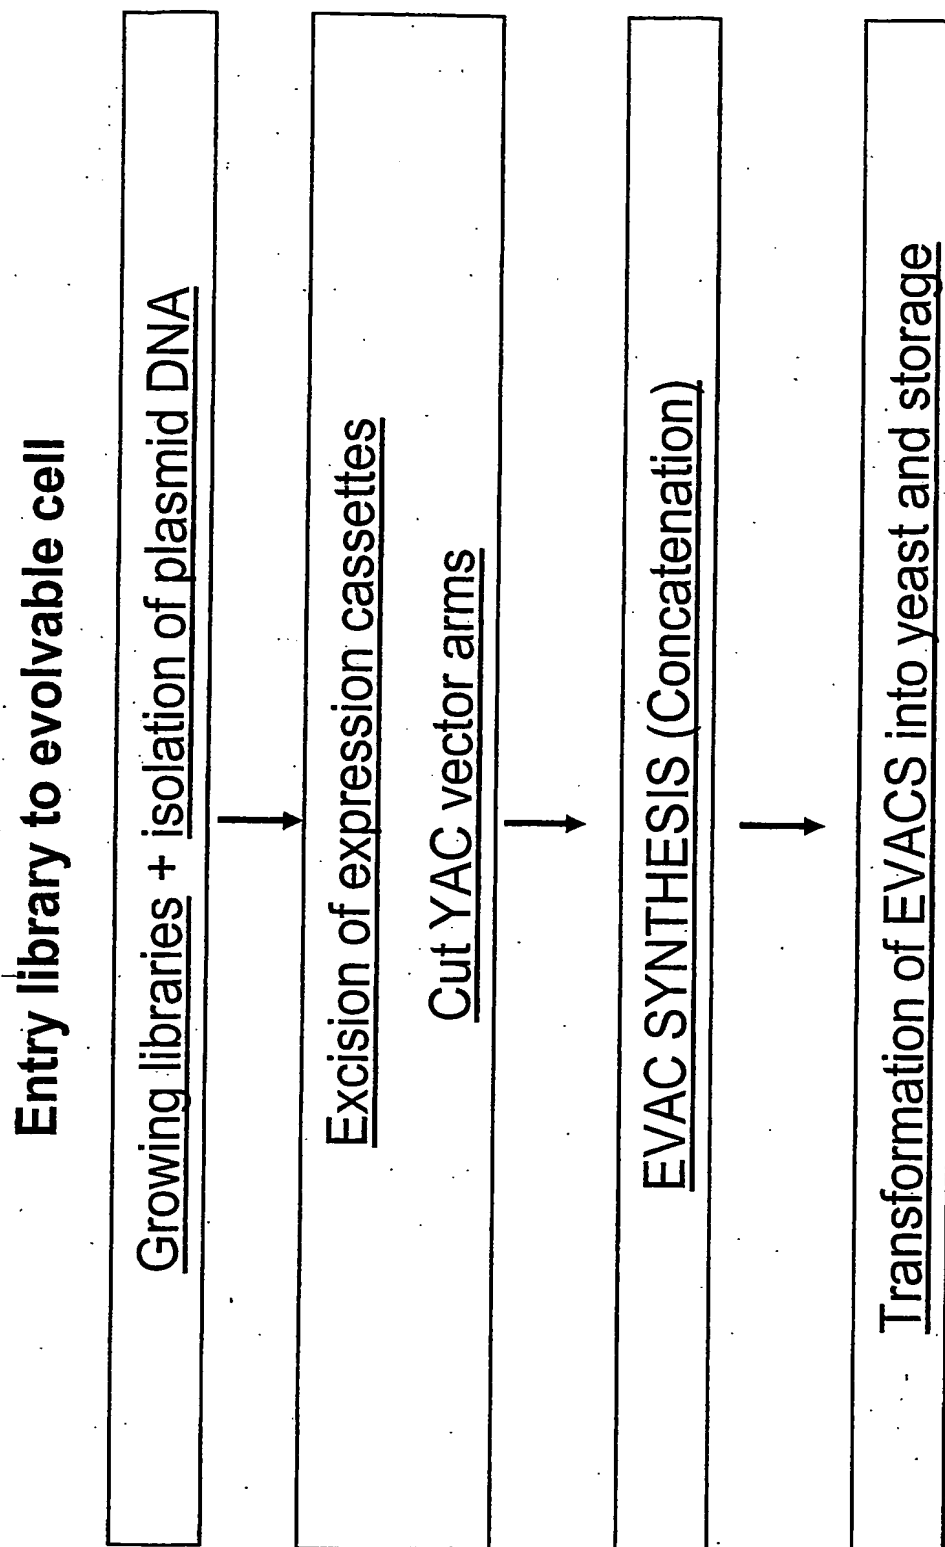 Entry library to evolvable cell
Growing libraries + isolation of plasmid DNA
Excision of expression cassettes
Cut YAC vector arms
EVAC SYNTHESIS (Concatenation)
Transformation of EVACS into yeast and storage